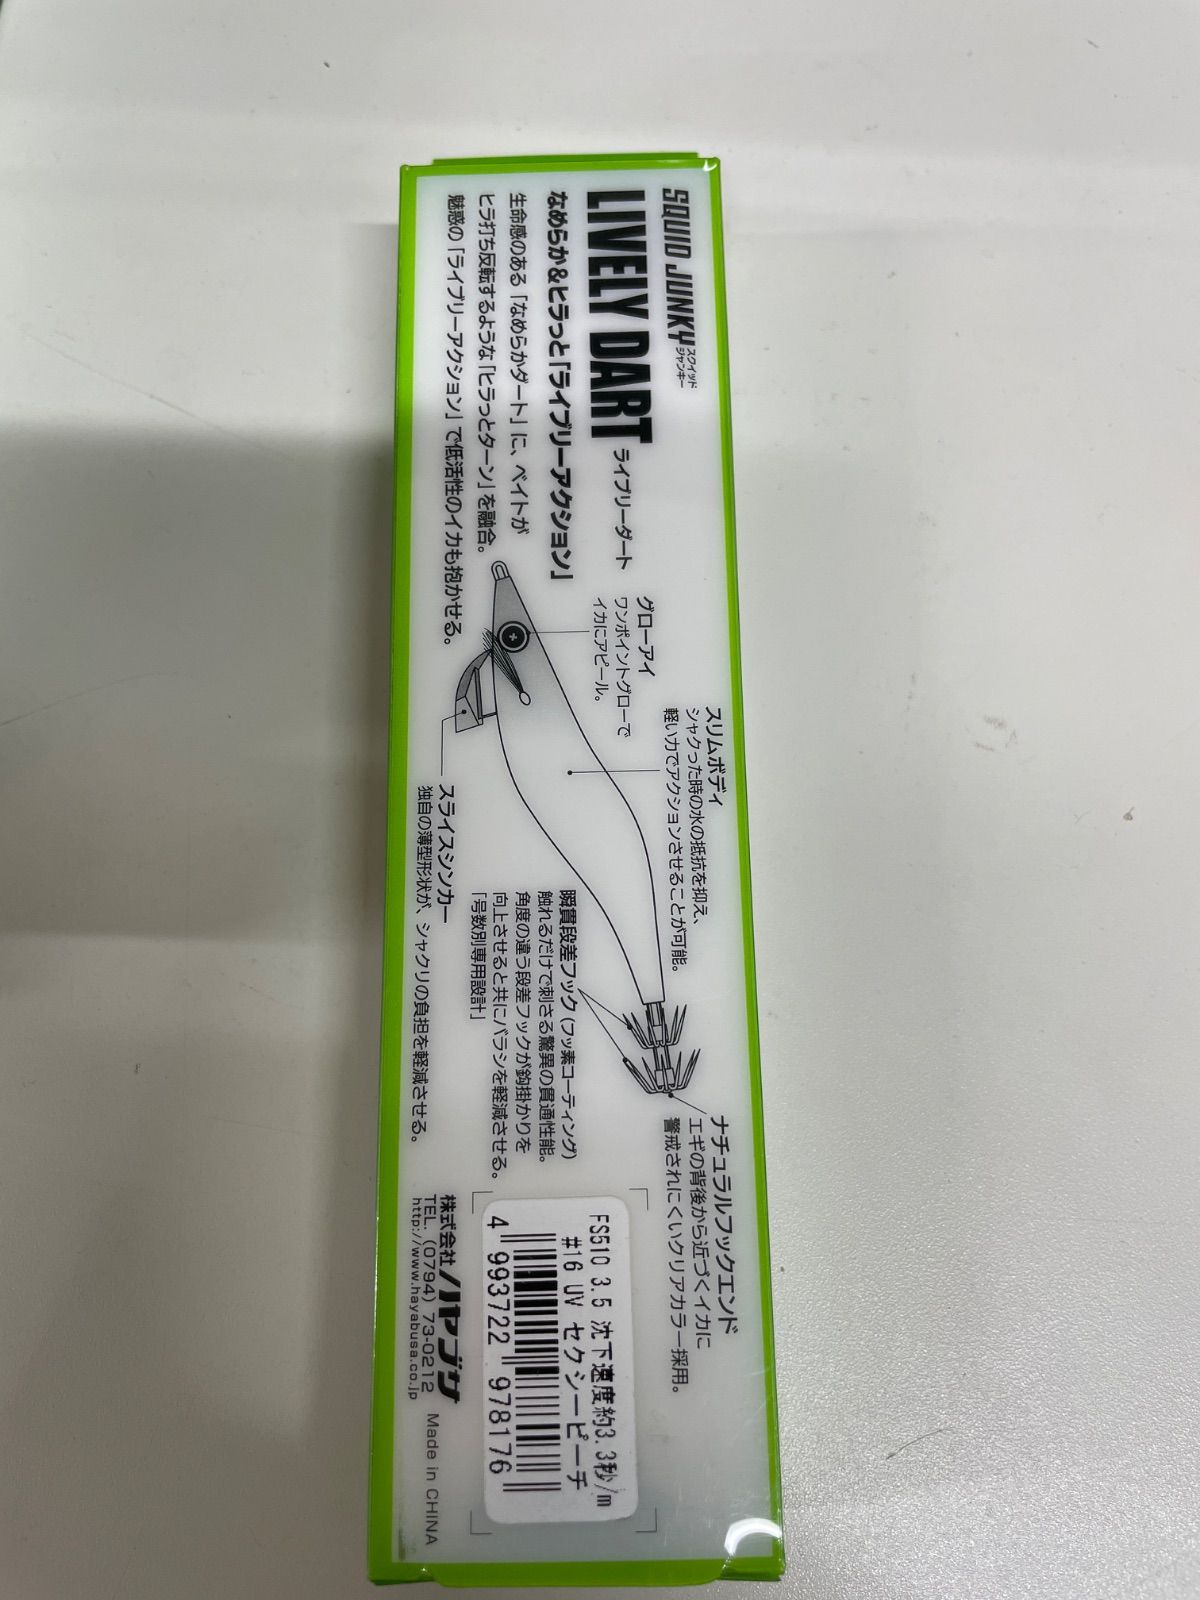 SQUID JUNKY
スクイッド
ジャンキー
LIVELY DART ライブリーダート
なめらか&ヒラっと「ライブリーアクション」
生命感のある「なめらかダート」に、ベイトが
ヒラ打ち反転するような「ヒラっとターン」を融合。
魅惑の「ライブリーアクション」で低活性のイカも抱かせる。
グローアイ
ワンポイントグローで
イカにアピール。
スリムボディ
シャクった時の水の抵抗を抑え、
軽い力でアクションさせることが可能。
スライスシンカー
独自の薄型形状が、シャクリの負担を軽減させる。
瞬貫段差フック(フッ素コーティング)
触れるだけで刺さる驚異の貫通性能。
角度の違う段差フックが鈎掛かりを
向上させると共にバラシを軽減させる。
「号数別専用設計」
ナチュラルフックエンド
エギの背後から近づくイカに
警戒されにくいクリアカラー採用。
FS510 3.5 沈下速度約3.3秒/m
#16 UV セクシーピーチ
4 993722 978176
株式会社ハヤブサ
TEL. (0794) 73-0212
http://www.hayabusa.co.jp
Made in CHINA